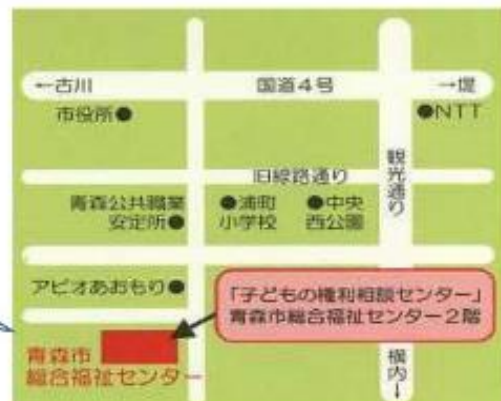 ←古川
国道4号
→堤
市役所●
●NTT
旧線路通り
観光通り
青森公共職業
安定所●
●浦町
小学校
●中央
西公園
アピオあおもり●
「子どもの権利相談センター」
青森市総合福祉センター2階
青森市
総合福祉センター
横内
↓